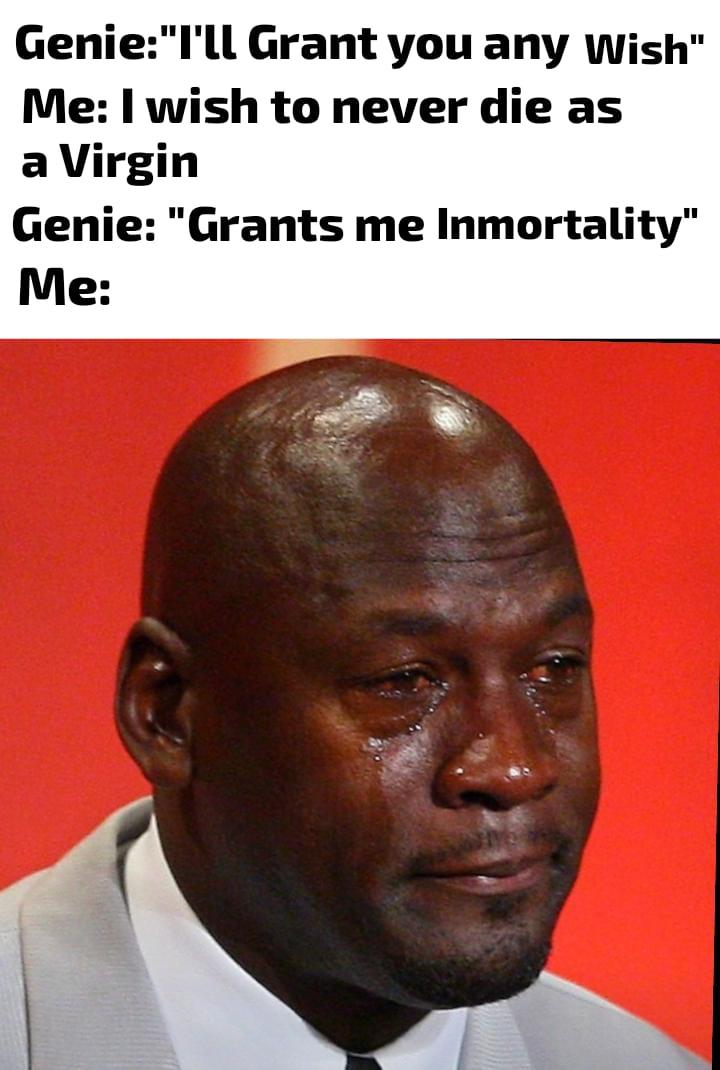 Genie:"I'll Grant you any Wish"
Me: I wish to never die as
a Virgin
Genie: "Grants me Inmortality"
Me: